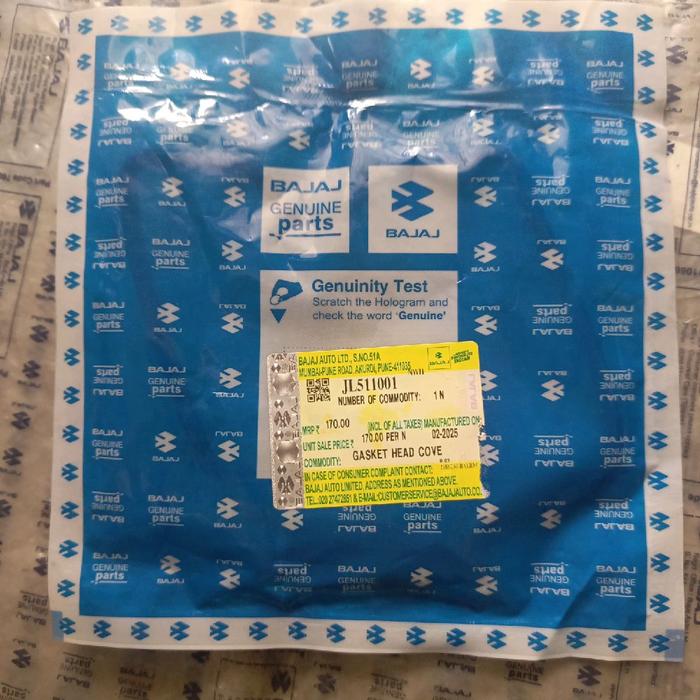 BAJAJ
GENUINE
parts
BAJAJ
Genuinity Test
Scratch the Hologram and
check the word 'Genuine'
BAJAJ AUTO LTD., S.NO.51A
MUMBAI-PUNE ROAD, AKURDI, PUNE-411035
JL511001
NUMBER OF COMMODITY: 1 N
MRP ₹ 170.00 (INCL OF ALL TAXES) MANUFACTURED ON:
UNIT SALE PRICE ₹ 170.00 PER N 02-2025
COMMODITY: GASKET HEAD COVE
IN CASE OF CONSUMER COMPLAINT CONTACT:
BAJAJ AUTO LIMITED, ADDRESS AS MENTIONED ABOVE.
TEL.:020 27472851 & E-MAIL:CUSTOMERSERVICE@BAJAJAUTO.CO.